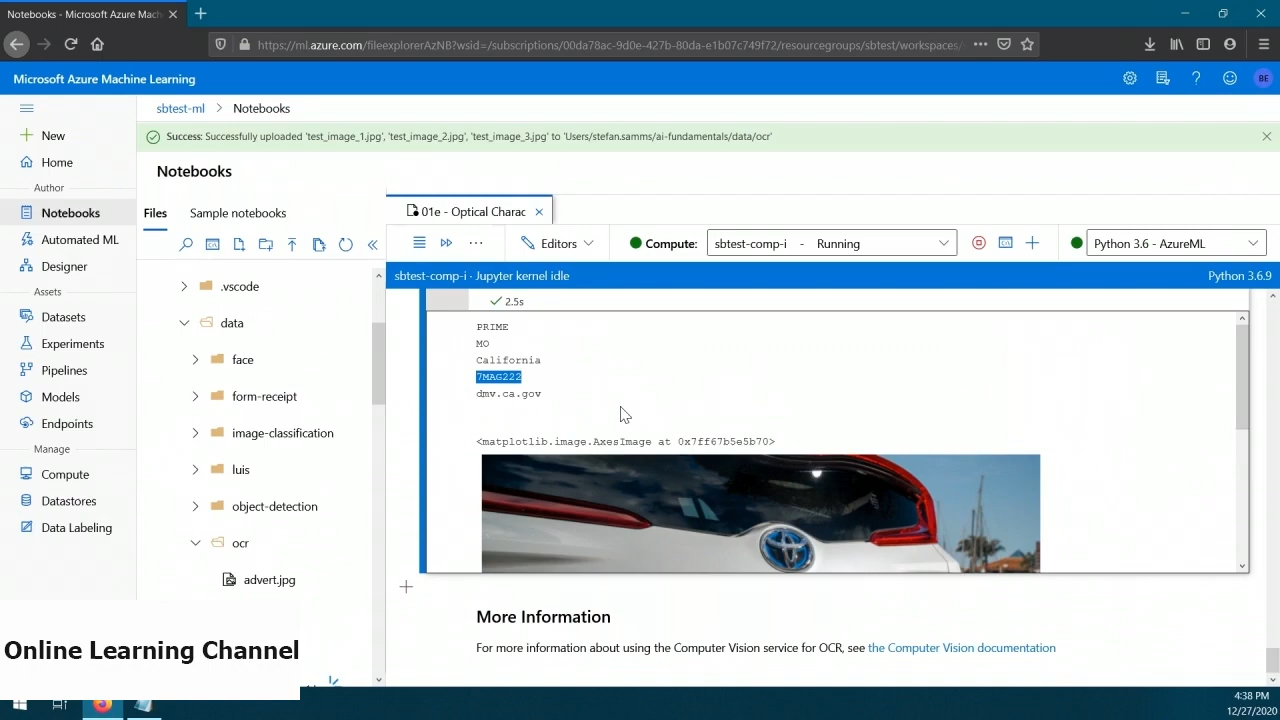 Notebooks - Microsoft Azure Mach
https://ml.azure.com/fileexplorerAzNB?wsid=/subscriptions/00da78ac-9d0e-427b-80da-e1b07c749f72/resourcegroups/sbtest/workspaces/
Microsoft Azure Machine Learning
BE
sbtest-ml > Notebooks
New
Home
Author
Notebooks
Automated ML
Designer
Assets
Datasets
Experiments
Pipelines
Models
Endpoints
Manage
Compute
Datastores
Data Labeling
Success: Successfully uploaded 'test_image_1.jpg', 'test_image_2.jpg', 'test_image_3.jpg' to 'Users/stefan.samms/ai-fundamentals/data/ocr'
Notebooks
Files
Sample notebooks
.vscode
data
face
form-receipt
image-classification
luis
object-detection
ocr
advert.jpg
01e - Optical Charac
Editors
Compute:
sbtest-comp-i - Running
Python 3.6 - AzureML
sbtest-comp-i · Jupyter kernel idle
Python 3.6.9
2.5s
PRIME
MO
California
7MAG222
dmv.ca.gov
<matplotlib.image.AxesImage at 0x7ff67b5e5b70>
More Information
For more information about using the Computer Vision service for OCR, see the Computer Vision documentation
Online Learning Channel
4:38 PM
12/27/2020